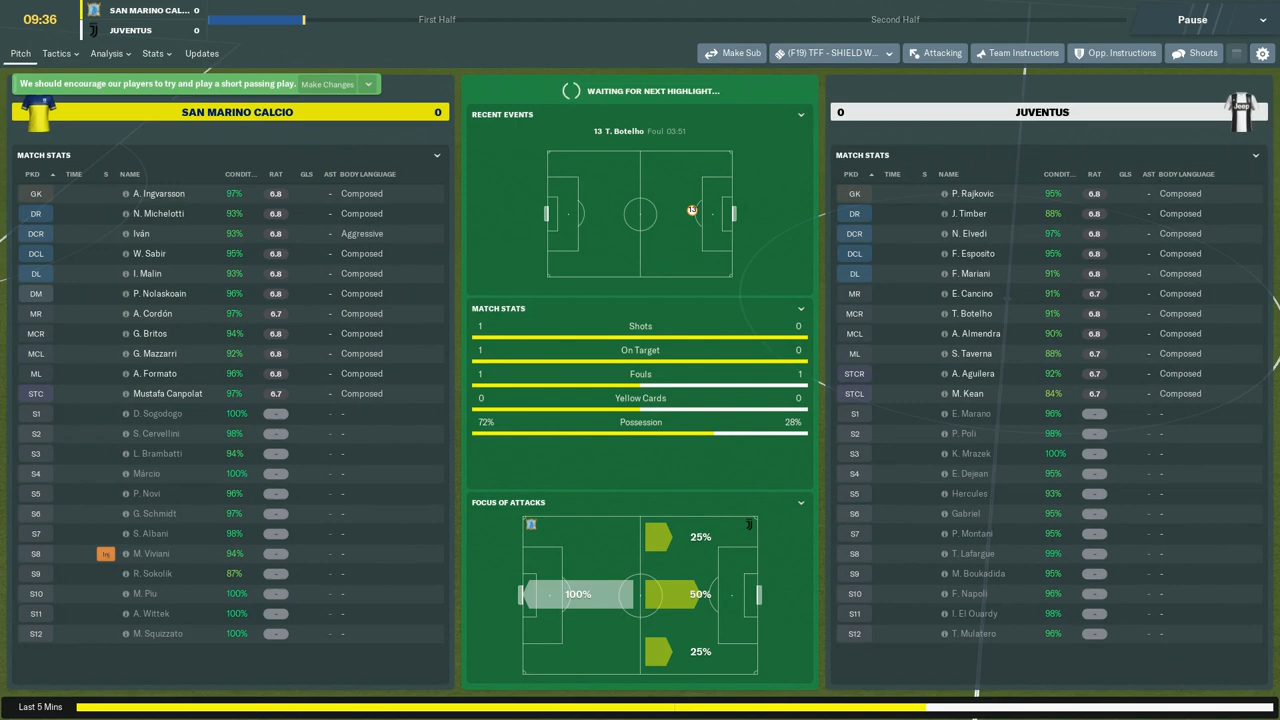 09:36
SAN MARINO CAL... 0
JUVENTUS 0
First Half
Second Half
Pause
Pitch Tactics Analysis Stats Updates
Make Sub (F19) TFF - SHIELD W... Attacking Team Instructions Opp. Instructions Shouts
We should encourage our players to try and play a short passing play. Make Changes
SAN MARINO CALCIO 0
MATCH STATS
PKD TIME S NAME CONDIT... RAT GLS AST BODY LANGUAGE
GK A. Ingvarsson 97% 6.8 - Composed
DR N. Michelotti 93% 6.8 - Composed
DCR Iván 93% 6.8 - Aggressive
DCL W. Sabir 95% 6.8 - Composed
DL I. Malin 93% 6.8 - Composed
DM P. Nolaskoain 96% 6.8 - Composed
MR A. Cordón 97% 6.7 - Composed
MCR G. Britos 94% 6.8 - Composed
MCL G. Mazzarri 92% 6.8 - Composed
ML A. Formato 96% 6.8 - Composed
STC Mustafa Canpolat 97% 6.7 - Composed
S1 D. Sogodogo 100% - - -
S2 S. Cervellini 98% - - -
S3 L. Brambatti 94% - - -
S4 Márcio 100% - - -
S5 P. Novi 96% - - -
S6 G. Schmidt 97% - - -
S7 S. Albani 98% - - -
S8 Inj M. Viviani 94% - - -
S9 R. Sokolík 87% - - -
S10 M. Piu 100% - - -
S11 A. Wittek 100% - - -
S12 M. Squizzato 100% - - -
WAITING FOR NEXT HIGHLIGHT...
RECENT EVENTS
13 T. Botelho Foul 03:51
13
MATCH STATS
1 Shots 0
1 On Target 0
1 Fouls 1
0 Yellow Cards 0
72% Possession 28%
FOCUS OF ATTACKS
25%
100% 50%
25%
0 JUVENTUS
Jeep
MATCH STATS
PKD TIME S NAME CONDIT... RAT GLS AST BODY LANGUAGE
GK P. Rajkovic 95% 6.8 - Composed
DR J. Timber 88% 6.8 - Composed
DCR N. Elvedi 97% 6.8 - Composed
DCL F. Esposito 95% 6.8 - Composed
DL F. Mariani 91% 6.8 - Composed
MR E. Cancino 91% 6.7 - Composed
MCR T. Botelho 91% 6.8 - Composed
MCL A. Almendra 90% 6.8 - Composed
ML S. Taverna 88% 6.7 - Composed
STCR A. Aguilera 92% 6.7 - Composed
STCL M. Kean 84% 6.7 - Composed
S1 E. Marano 96% - - -
S2 P. Poli 98% - - -
S3 K. Mrazek 100% - - -
S4 E. Dejean 95% - - -
S5 Hercules 93% - - -
S6 Gabriel 95% - - -
S7 P. Montani 95% - - -
S8 T. Lafargue 99% - - -
S9 M. Boukadida 95% - - -
S10 F. Napoli 96% - - -
S11 I. El Ouardy 98% - - -
S12 T. Mulatero 96% - - -
Last 5 Mins